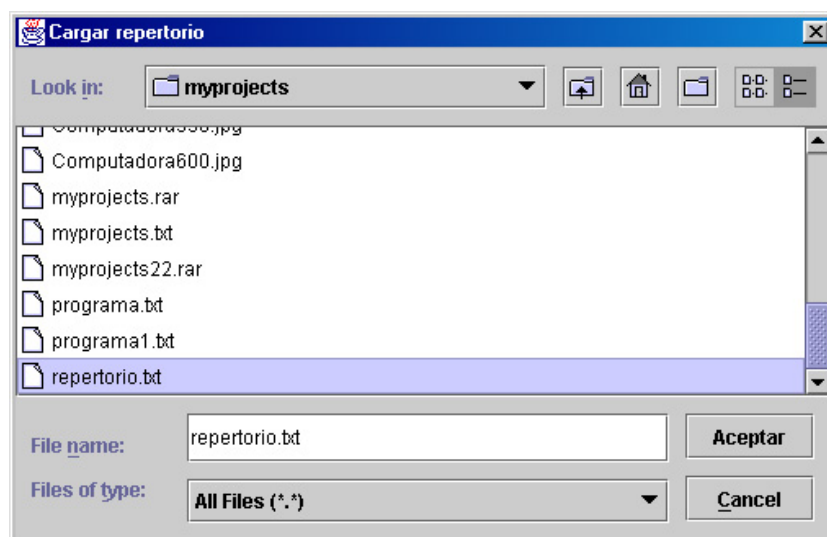 Cargar repertorio
Look in: myprojects
Computadora600.jpg
myprojects.rar
myprojects.txt
myprojects22.rar
programa.txt
programa1.txt
repertorio.txt
File name: repertorio.txt Aceptar
Files of type: All Files (*.*) Cancel